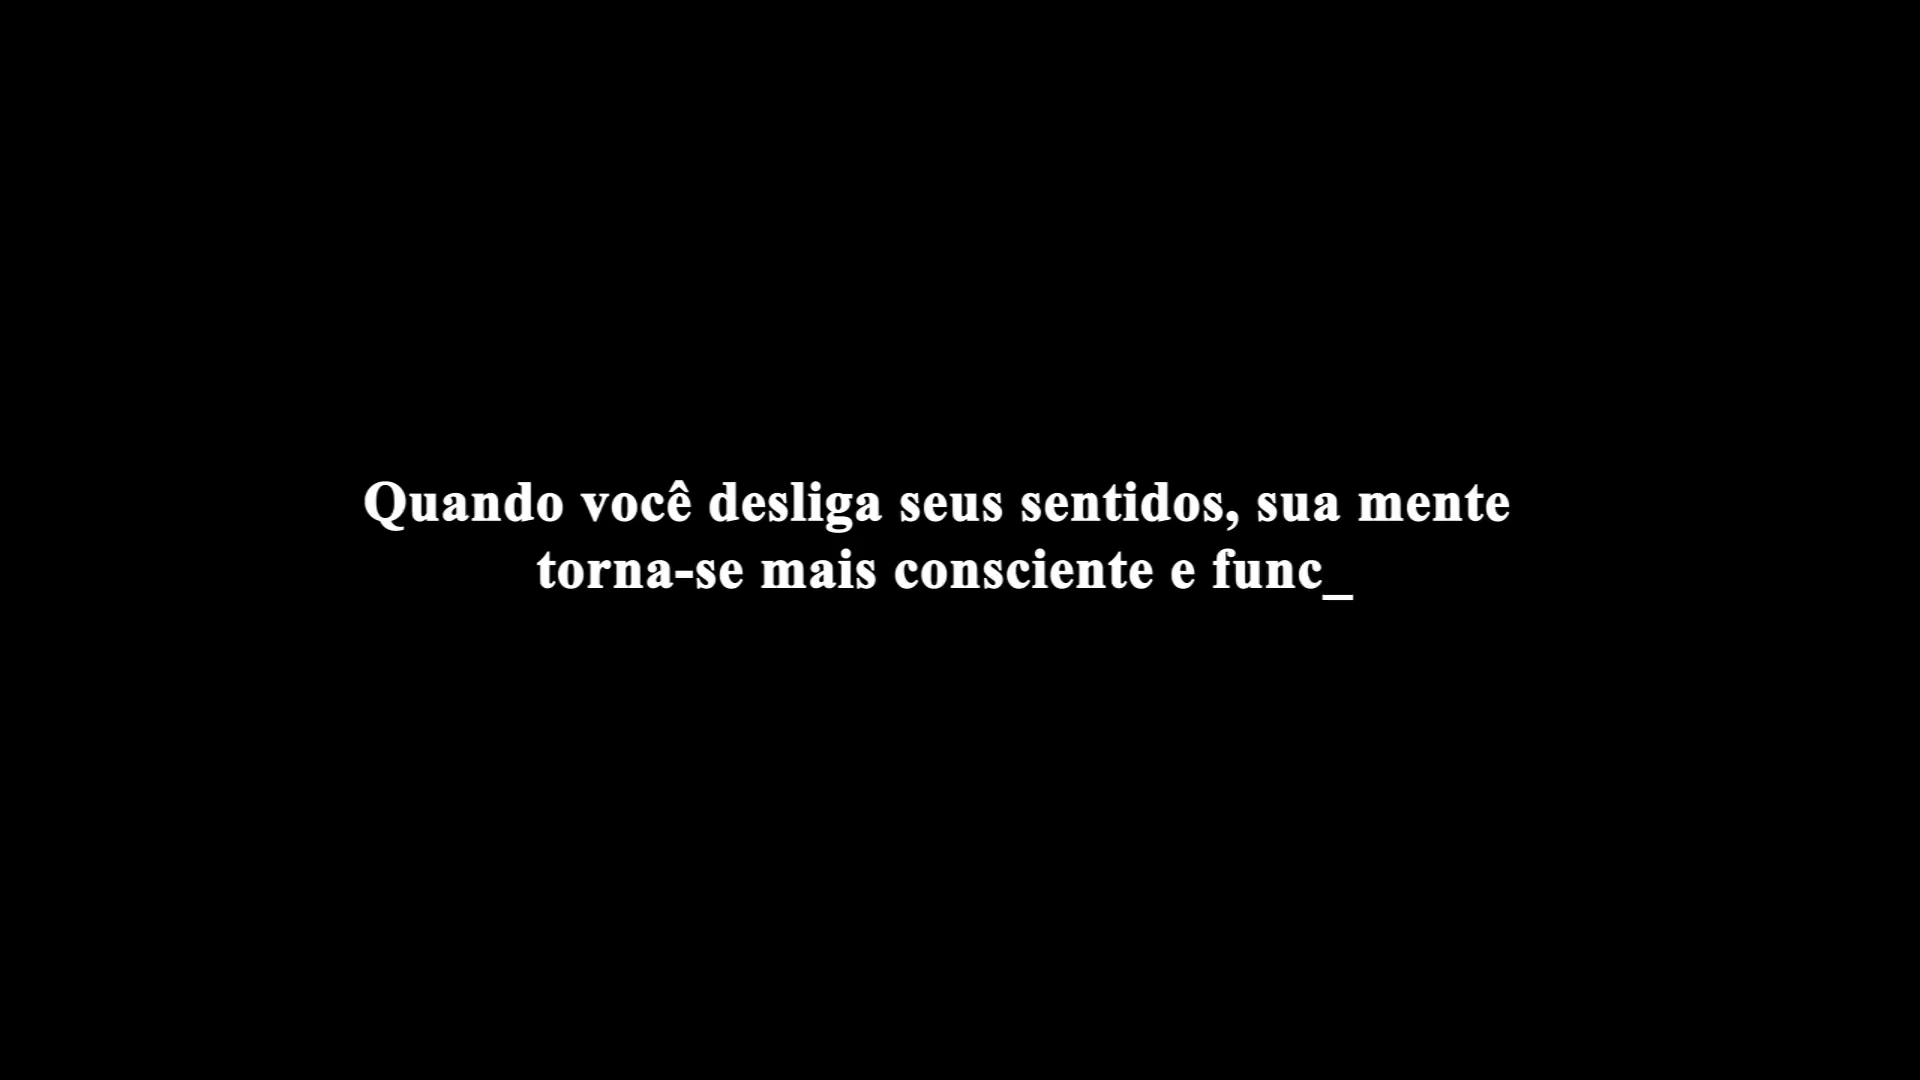 Quando você desliga seus sentidos, sua mente
torna-se mais consciente e func_